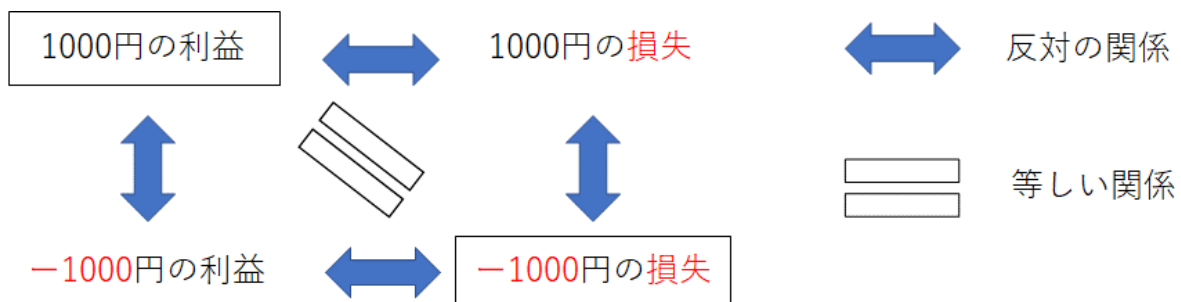 1000円の利益
1000円の損失
反対の関係
等しい関係
ー1000円の利益
ー1000円の損失